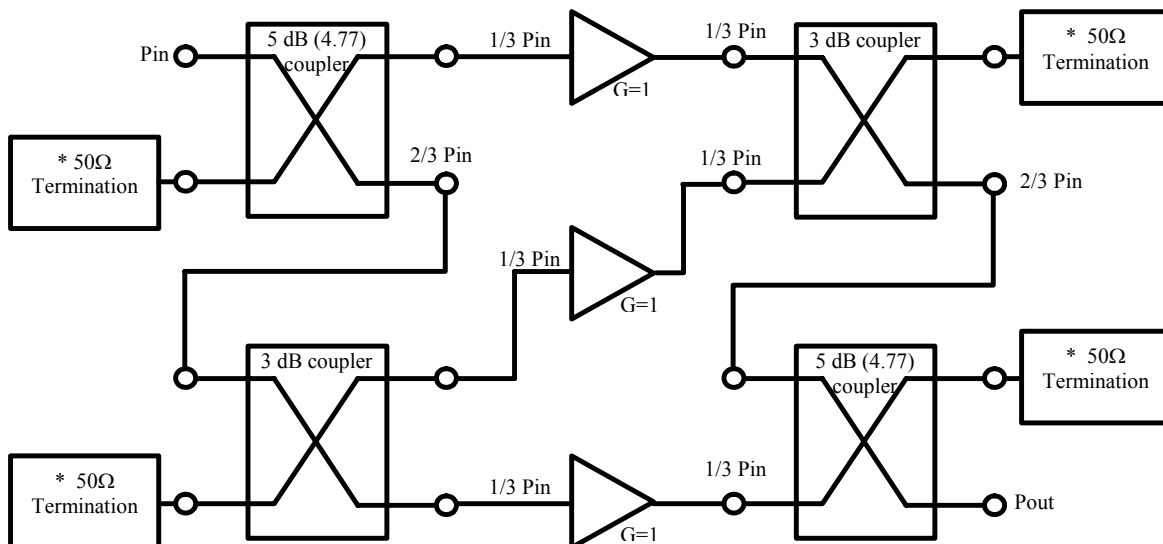 Pin
5 dB (4.77)
coupler
1/3 Pin
G=1
1/3 Pin
3 dB coupler
* 50Ω
Termination
* 50Ω
Termination
2/3 Pin
1/3 Pin
2/3 Pin
1/3 Pin
G=1
3 dB coupler
5 dB (4.77)
coupler
* 50Ω
Termination
* 50Ω
Termination
1/3 Pin
G=1
1/3 Pin
Pout